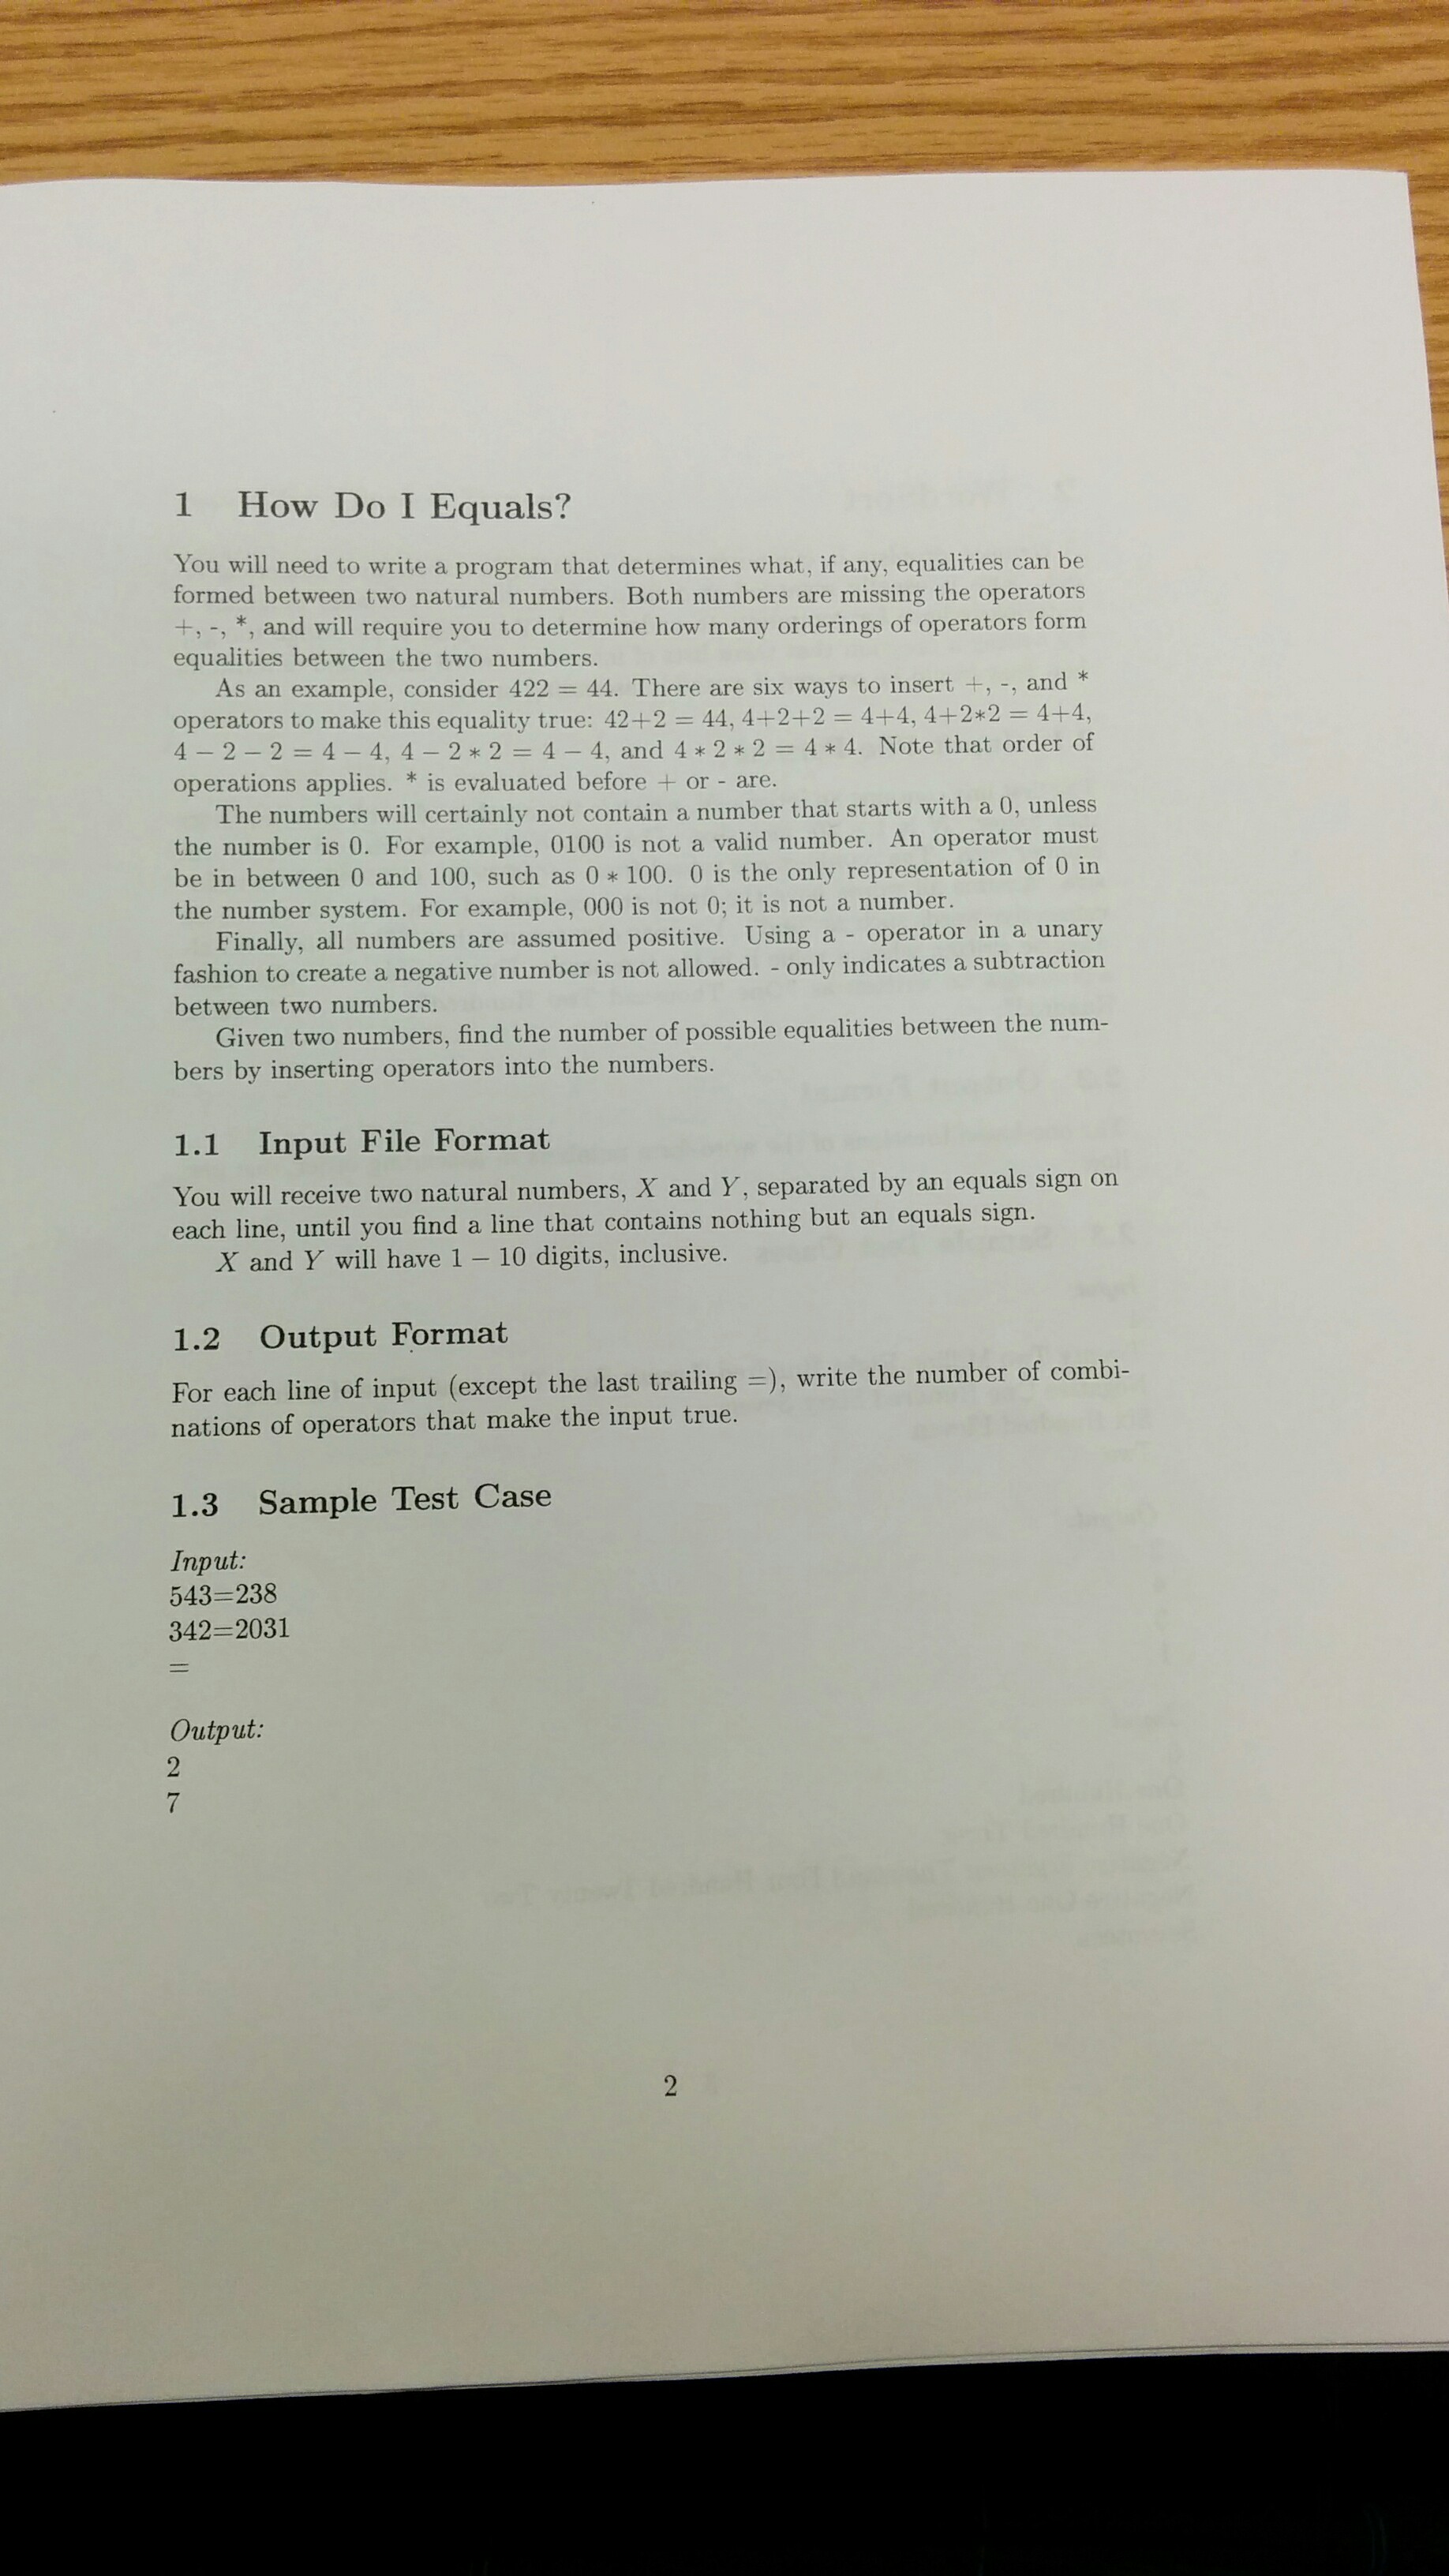 1 How Do I Equals?
You will need to write a program that determines what, if any, equalities can be
formed between two natural numbers. Both numbers are missing the operators
+, -, *, and will require you to determine how many orderings of operators form
equalities between the two numbers.
As an example, consider 422 = 44. There are six ways to insert +, -, and *
operators to make this equality true: 42+2 = 44, 4+2+2 = 4+4, 4+2*2 = 4+4,
4 − 2 − 2 = 4 − 4, 4 − 2 * 2 = 4 − 4, and 4 * 2 * 2 = 4 * 4. Note that order of
operations applies. * is evaluated before + or - are.
The numbers will certainly not contain a number that starts with a 0, unless
the number is 0. For example, 0100 is not a valid number. An operator must
be in between 0 and 100, such as 0 * 100. 0 is the only representation of 0 in
the number system. For example, 000 is not 0; it is not a number.
Finally, all numbers are assumed positive. Using a - operator in a unary
fashion to create a negative number is not allowed. - only indicates a subtraction
between two numbers.
Given two numbers, find the number of possible equalities between the num-
bers by inserting operators into the numbers.
1.1 Input File Format
You will receive two natural numbers, X and Y, separated by an equals sign on
each line, until you find a line that contains nothing but an equals sign.
X and Y will have 1 − 10 digits, inclusive.
1.2 Output Format
For each line of input (except the last trailing =), write the number of combi-
nations of operators that make the input true.
1.3 Sample Test Case
Input:
543=238
342=2031
=
Output:
2
7
2